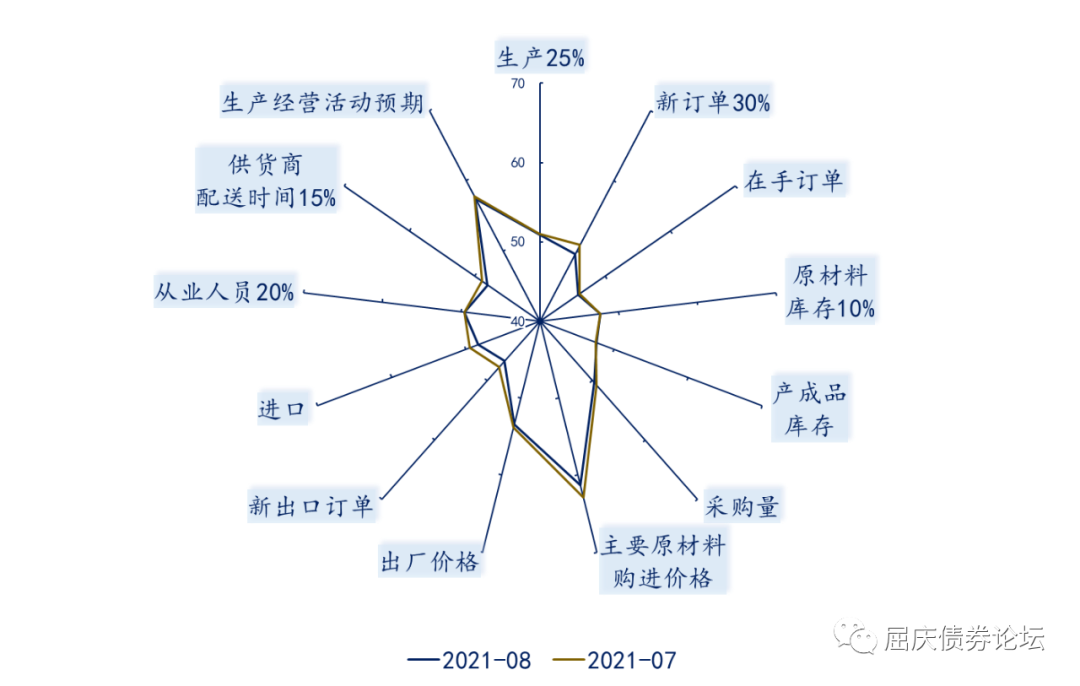 生产25%
70
生产经营活动预期
新订单30%
供货商
配送时间15%
60
在手订单
50
从业人员20%
原材料
库存10%
40
进口
产成品
库存
新出口订单
采购量
出厂价格
主要原材料
购进价格
屈庆债券论坛
2021-08
2021-07